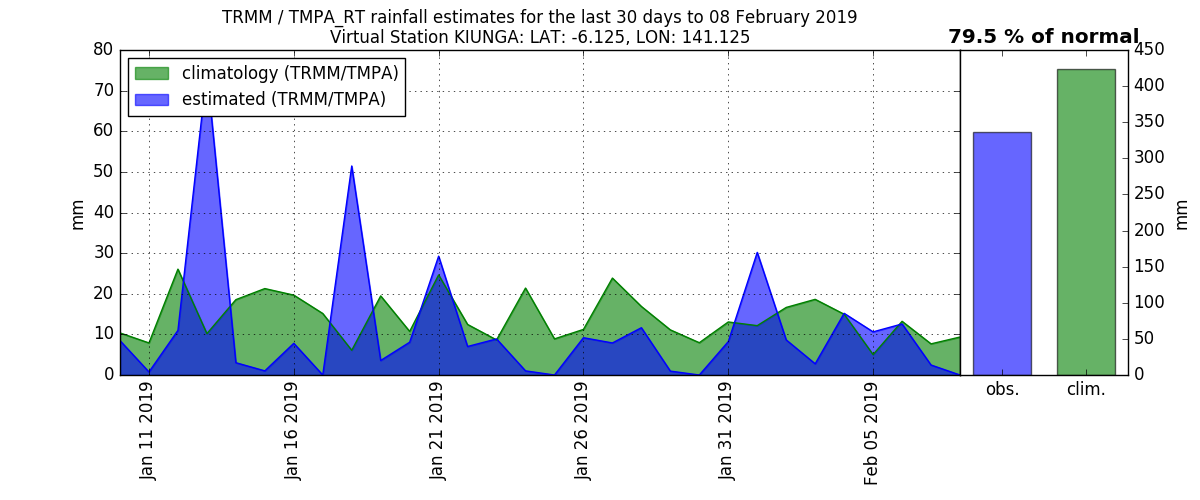 TRMM / TMPA_RT rainfall estimates for the last 30 days to 08 February 2019
Virtual Station KIUNGA: LAT: -6.125, LON: 141.125
79.5 % of normal
climatology (TRMM/TMPA)
estimated (TRMM/TMPA)
80
70
60
50
40
30
20
10
0
mm
Jan 11 2019
Jan 16 2019
Jan 21 2019
Jan 26 2019
Jan 31 2019
Feb 05 2019
obs.
clim.
450
400
350
300
250
200
150
100
50
0
mm